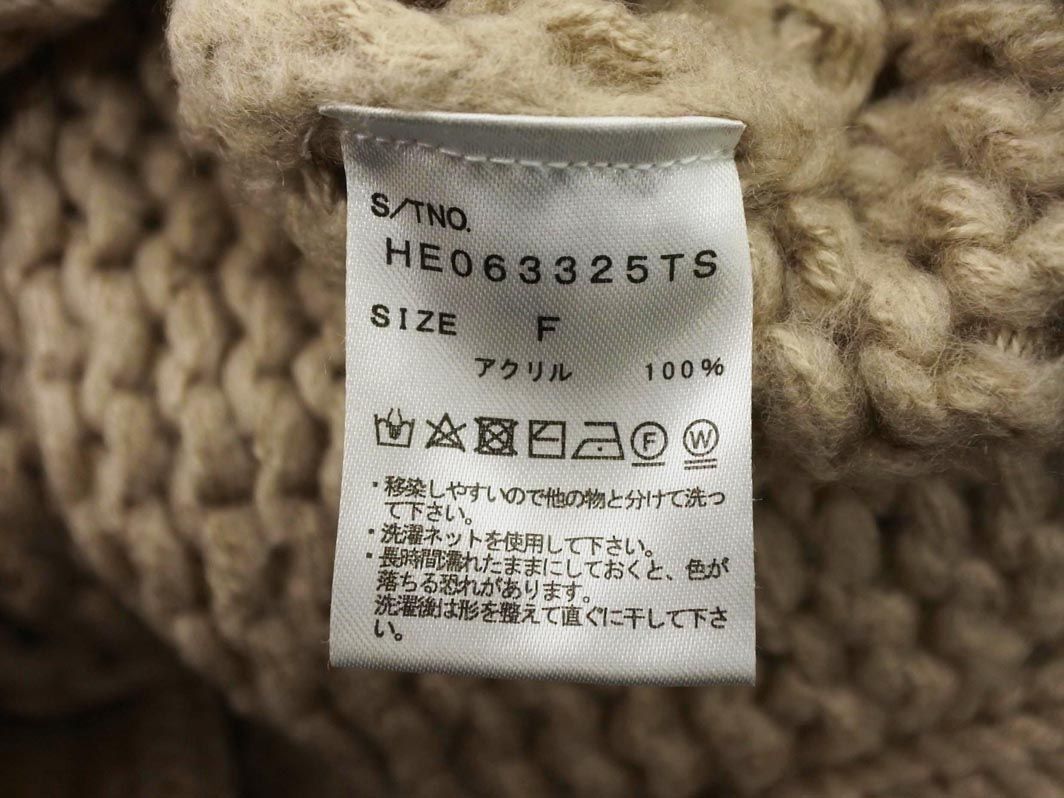 S/TNO.
HE063325TS
SIZE F
アクリル 100%
F W
・移染しやすいので他の物と分けて洗っ
て下さい。
・洗濯ネットを使用して下さい。
・長時間濡れたままにしておくと、色が
落ちる恐れがあります。
洗濯後は形を整えて直ぐに干して下さ
い。